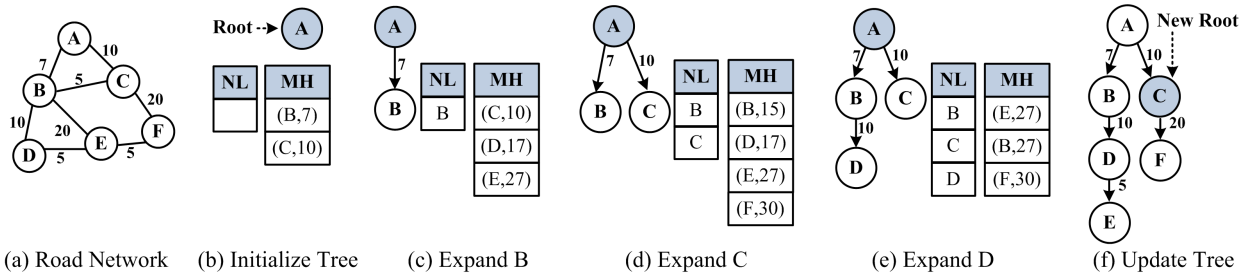 A
10
7
5
B
C
20
10
20
F
D
5
E
5
(a) Road Network
Root
A
NL
MH
(B,7)
(C,10)
(b) Initialize Tree
A
7
B
NL
B
MH
(C,10)
(D,17)
(E,27)
(c) Expand B
A
7
10
B
C
NL
B
C
MH
(B,15)
(D,17)
(E,27)
(F,30)
(d) Expand C
A
7
10
B
C
10
D
NL
B
C
D
MH
(E,27)
(B,27)
(F,30)
(e) Expand D
New Root
A
7
10
B
C
10
20
D
F
5
E
(f) Update Tree